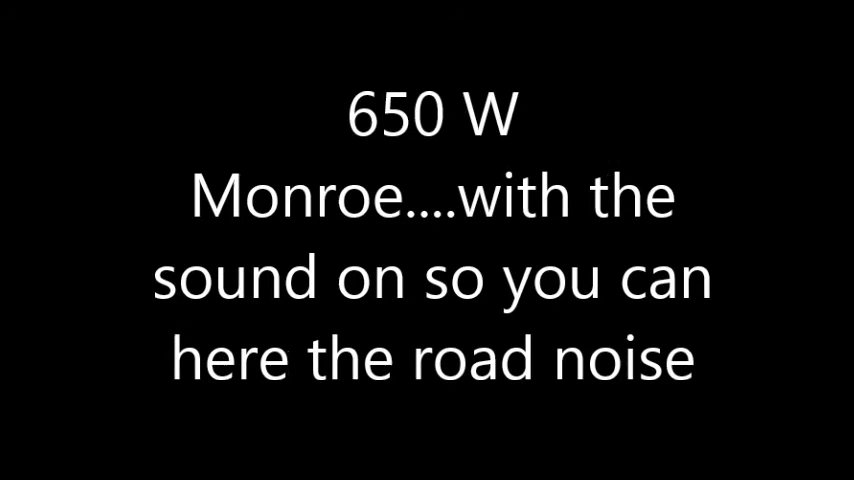 650 W
Monroe....with the
sound on so you can
here the road noise